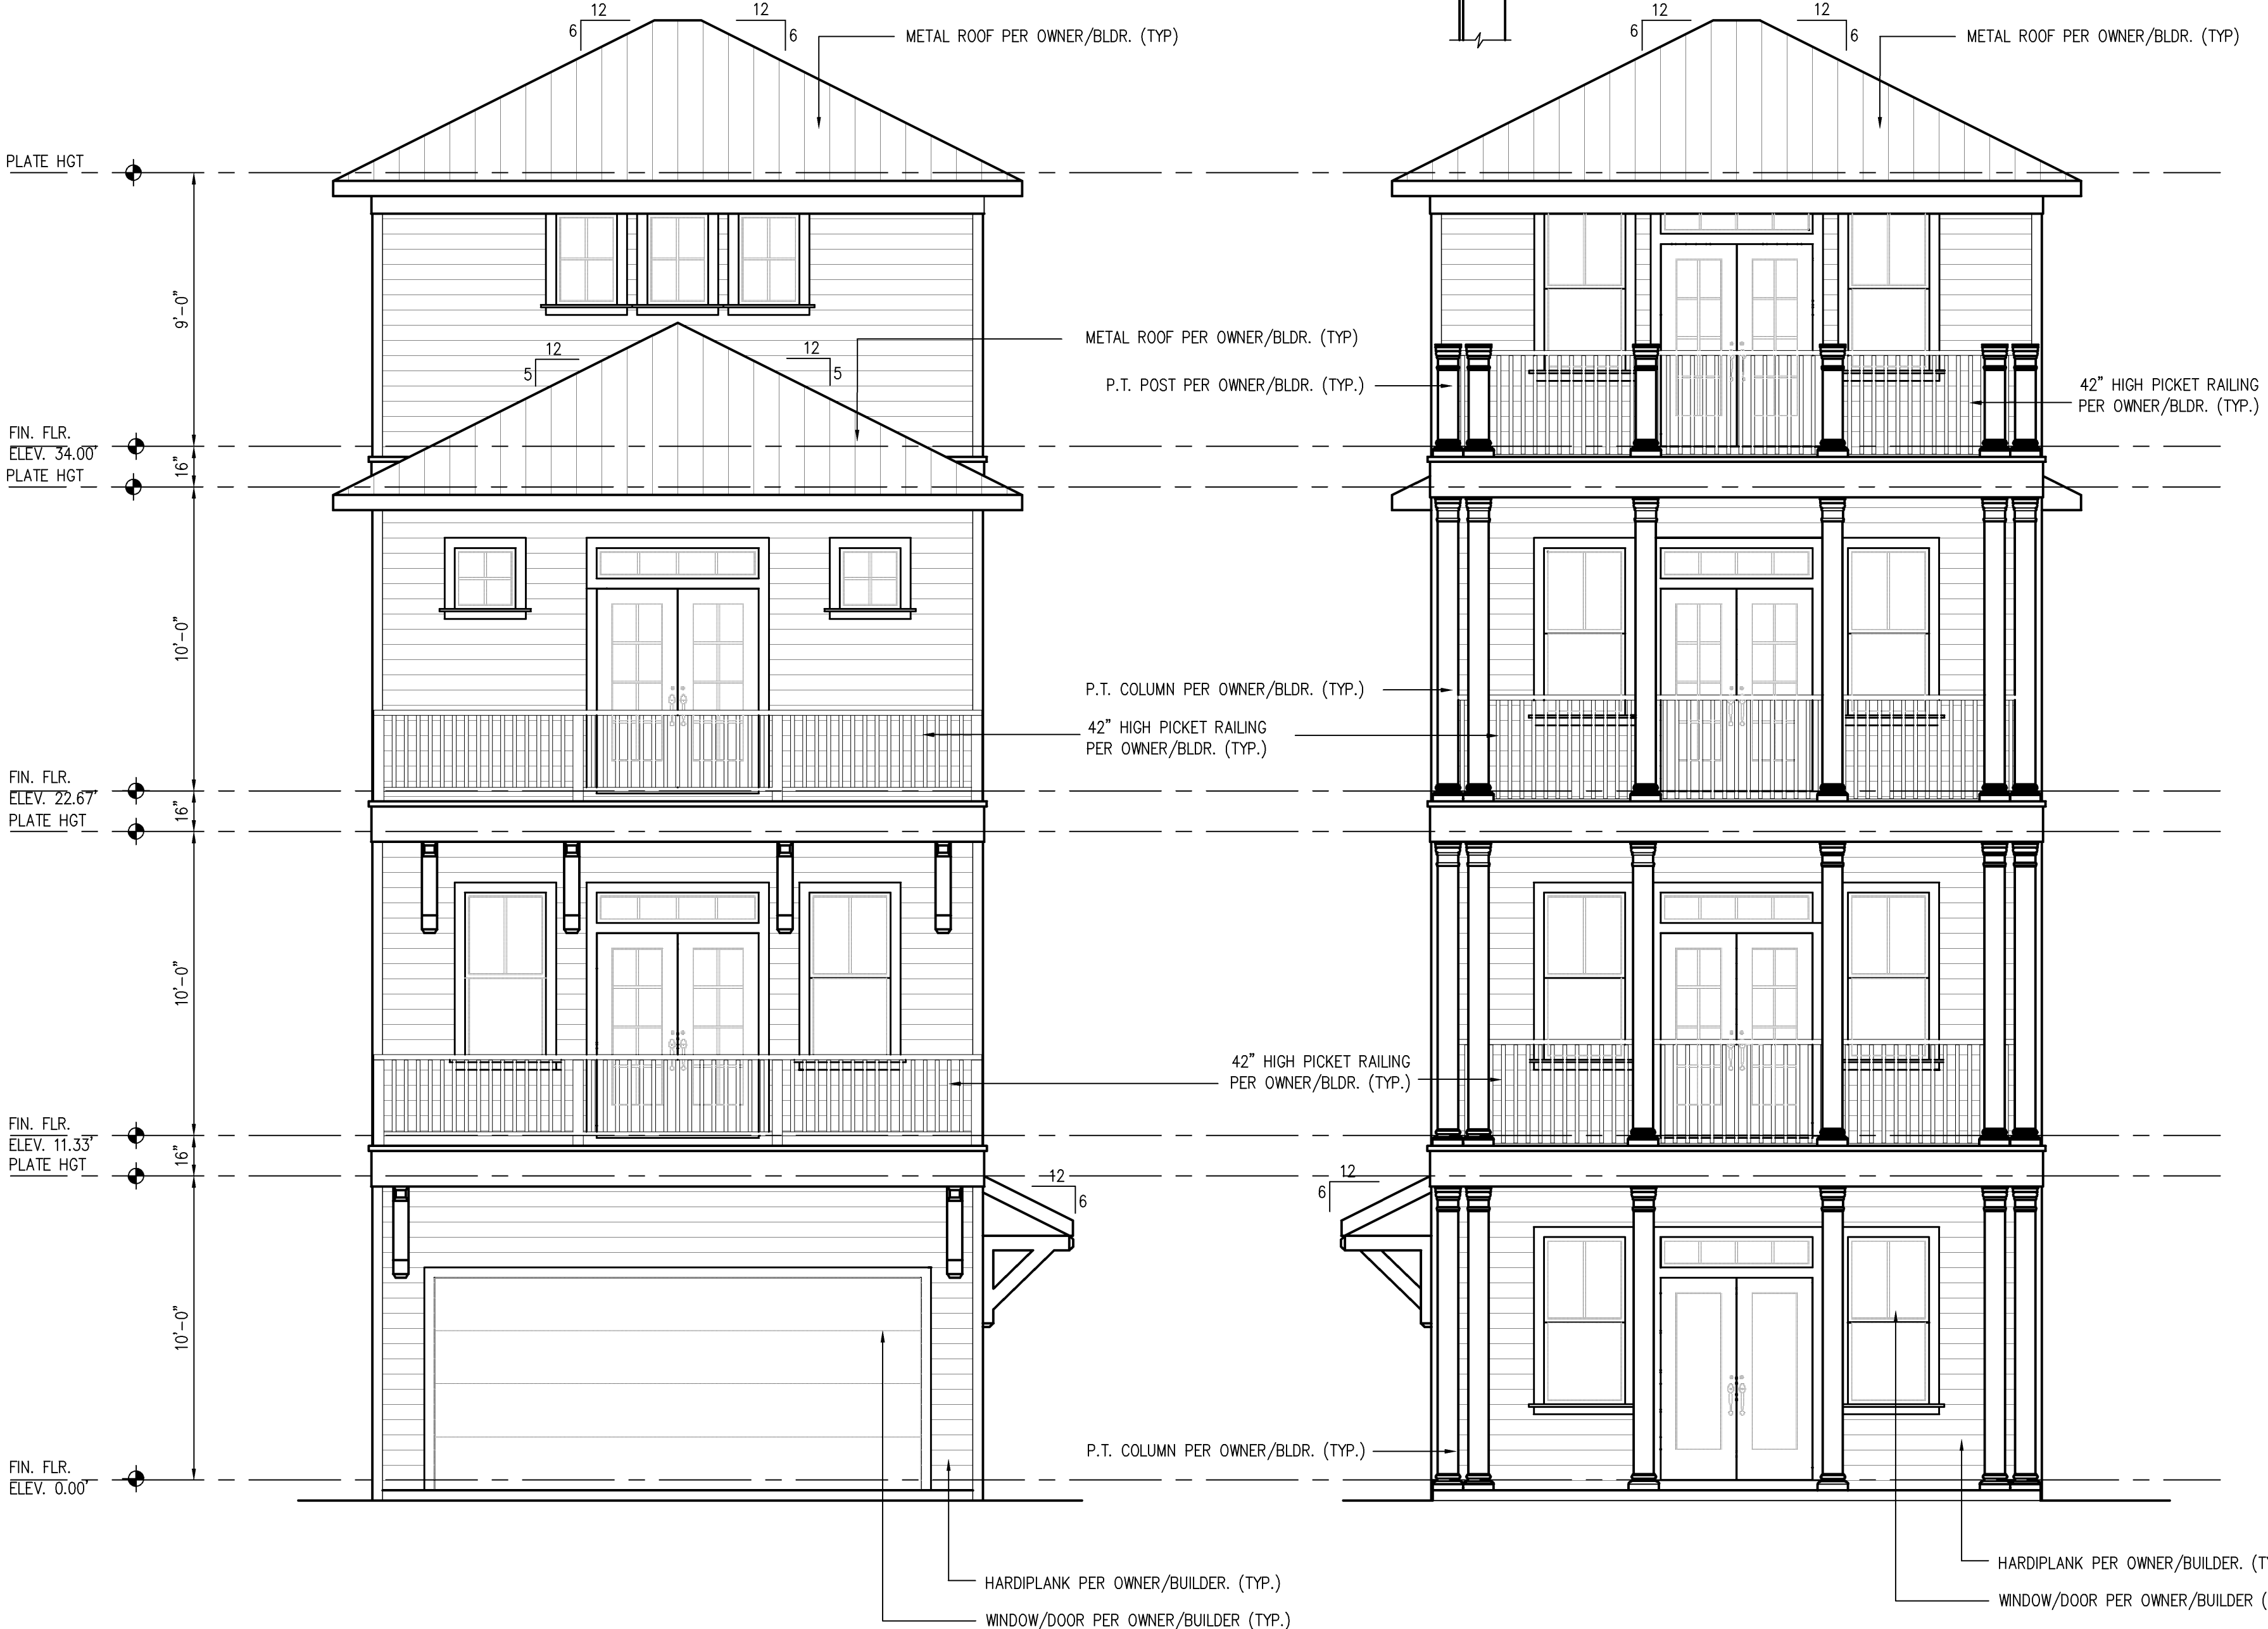 12
12
6
6
METAL ROOF PER OWNER/BLDR. (TYP)
12
12
6
6
METAL ROOF PER OWNER/BLDR. (TYP)
PLATE HGT
9'-0"
METAL ROOF PER OWNER/BLDR. (TYP)
12
12
5
5
P.T. POST PER OWNER/BLDR. (TYP.)
42" HIGH PICKET RAILING
PER OWNER/BLDR. (TYP.)
FIN. FLR.
ELEV. 34.00'
16"
PLATE HGT
10'-0"
P.T. COLUMN PER OWNER/BLDR. (TYP.)
42" HIGH PICKET RAILING
PER OWNER/BLDR. (TYP.)
FIN. FLR.
ELEV. 22.67'
16"
PLATE HGT
10'-0"
42" HIGH PICKET RAILING
PER OWNER/BLDR. (TYP.)
FIN. FLR.
ELEV. 11.33'
16"
PLATE HGT
12
6
12
6
10'-0"
P.T. COLUMN PER OWNER/BLDR. (TYP.)
FIN. FLR.
ELEV. 0.00'
HARDIPLANK PER OWNER/BUILDER. (TYP.)
WINDOW/DOOR PER OWNER/BUILDER (TYP.)
HARDIPLANK PER OWNER/BUILDER. (T
WINDOW/DOOR PER OWNER/BUILDER (